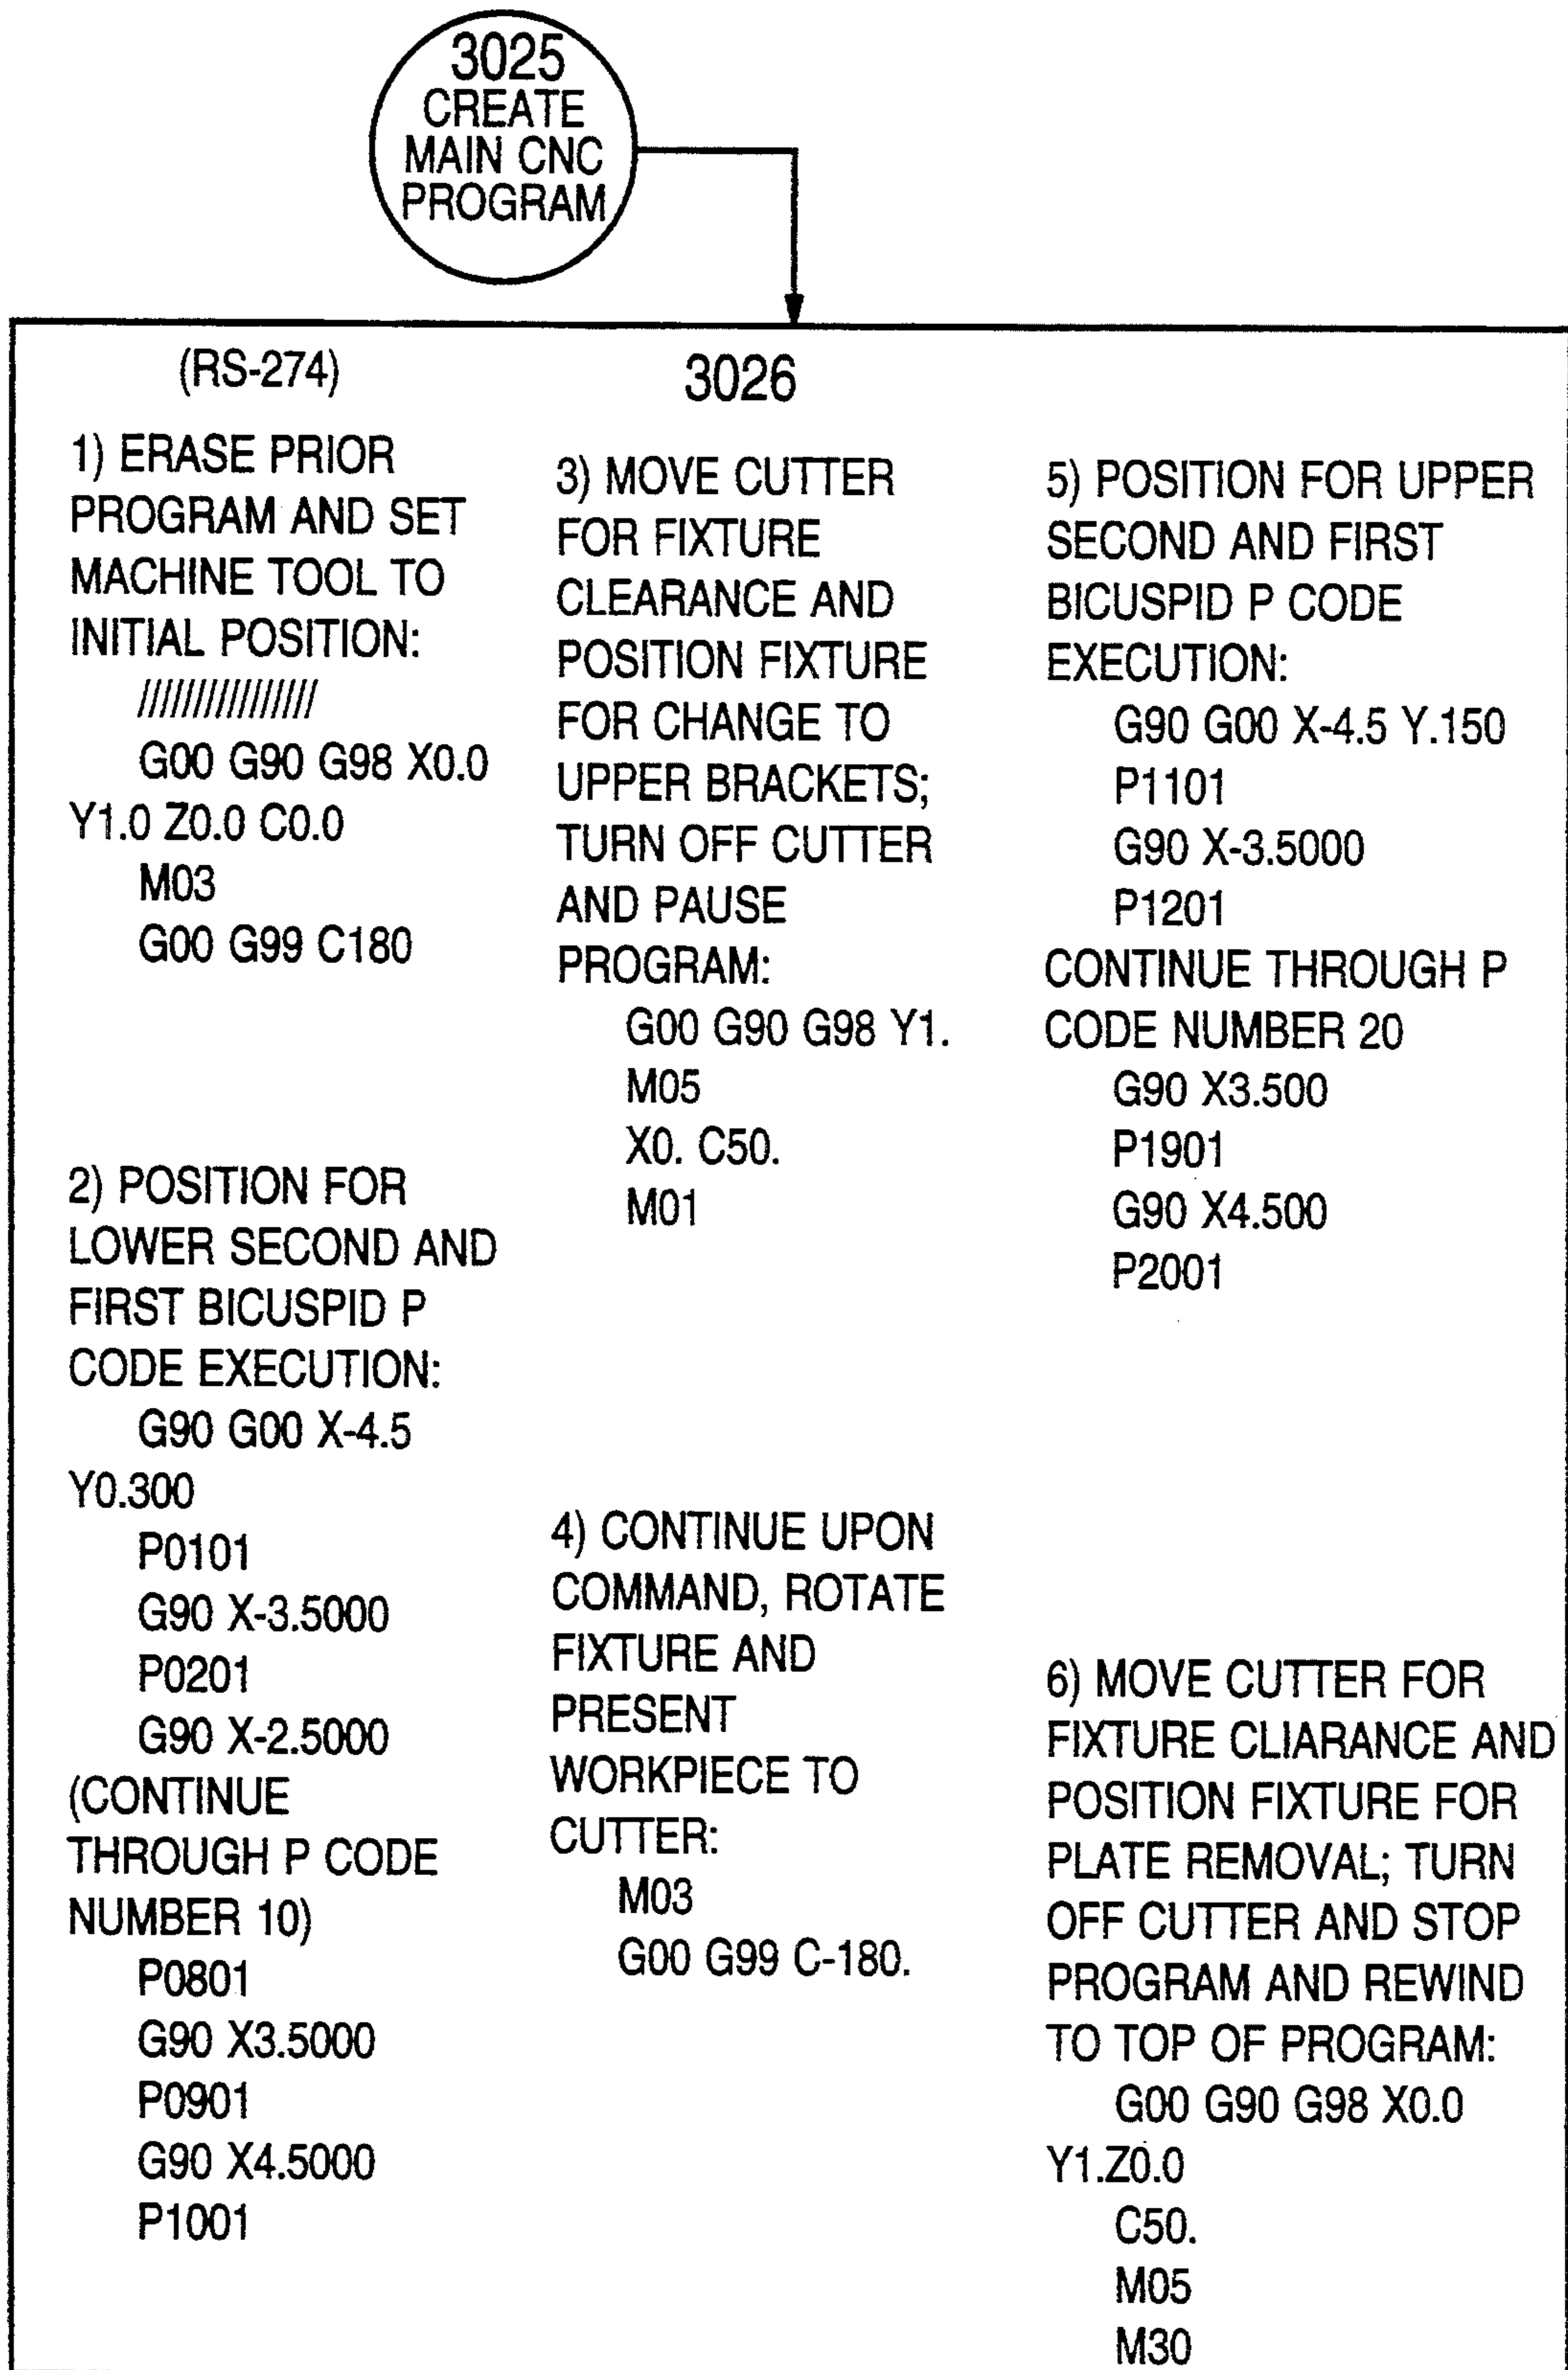 3025
CREATE
MAIN CNC
PROGRAM
(RS-274)
3026
1) ERASE PRIOR
PROGRAM AND SET
MACHINE TOOL TO
INITIAL POSITION:
////////////////
G00 G90 G98 X0.0
Y1.0 Z0.0 C0.0
M03
G00 G99 C180
2) POSITION FOR
LOWER SECOND AND
FIRST BICUSPID P
CODE EXECUTION:
G90 G00 X-4.5
Y0.300
P0101
G90 X-3.5000
P0201
G90 X-2.5000
(CONTINUE
THROUGH P CODE
NUMBER 10)
P0801
G90 X3.5000
P0901
G90 X4.5000
P1001
3) MOVE CUTTER
FOR FIXTURE
CLEARANCE AND
POSITION FIXTURE
FOR CHANGE TO
UPPER BRACKETS;
TURN OFF CUTTER
AND PAUSE
PROGRAM:
G00 G90 G98 Y1.
M05
X0. C50.
M01
4) CONTINUE UPON
COMMAND, ROTATE
FIXTURE AND
PRESENT
WORKPIECE TO
CUTTER:
M03
G00 G99 C-180.
5) POSITION FOR UPPER
SECOND AND FIRST
BICUSPID P CODE
EXECUTION:
G90 G00 X-4.5 Y.150
P1101
G90 X-3.5000
P1201
CONTINUE THROUGH P
CODE NUMBER 20
G90 X3.500
P1901
G90 X4.500
P2001
6) MOVE CUTTER FOR
FIXTURE CLIARANCE AND
POSITION FIXTURE FOR
PLATE REMOVAL; TURN
OFF CUTTER AND STOP
PROGRAM AND REWIND
TO TOP OF PROGRAM:
G00 G90 G98 X0.0
Y1.Z0.0
C50.
M05
M30